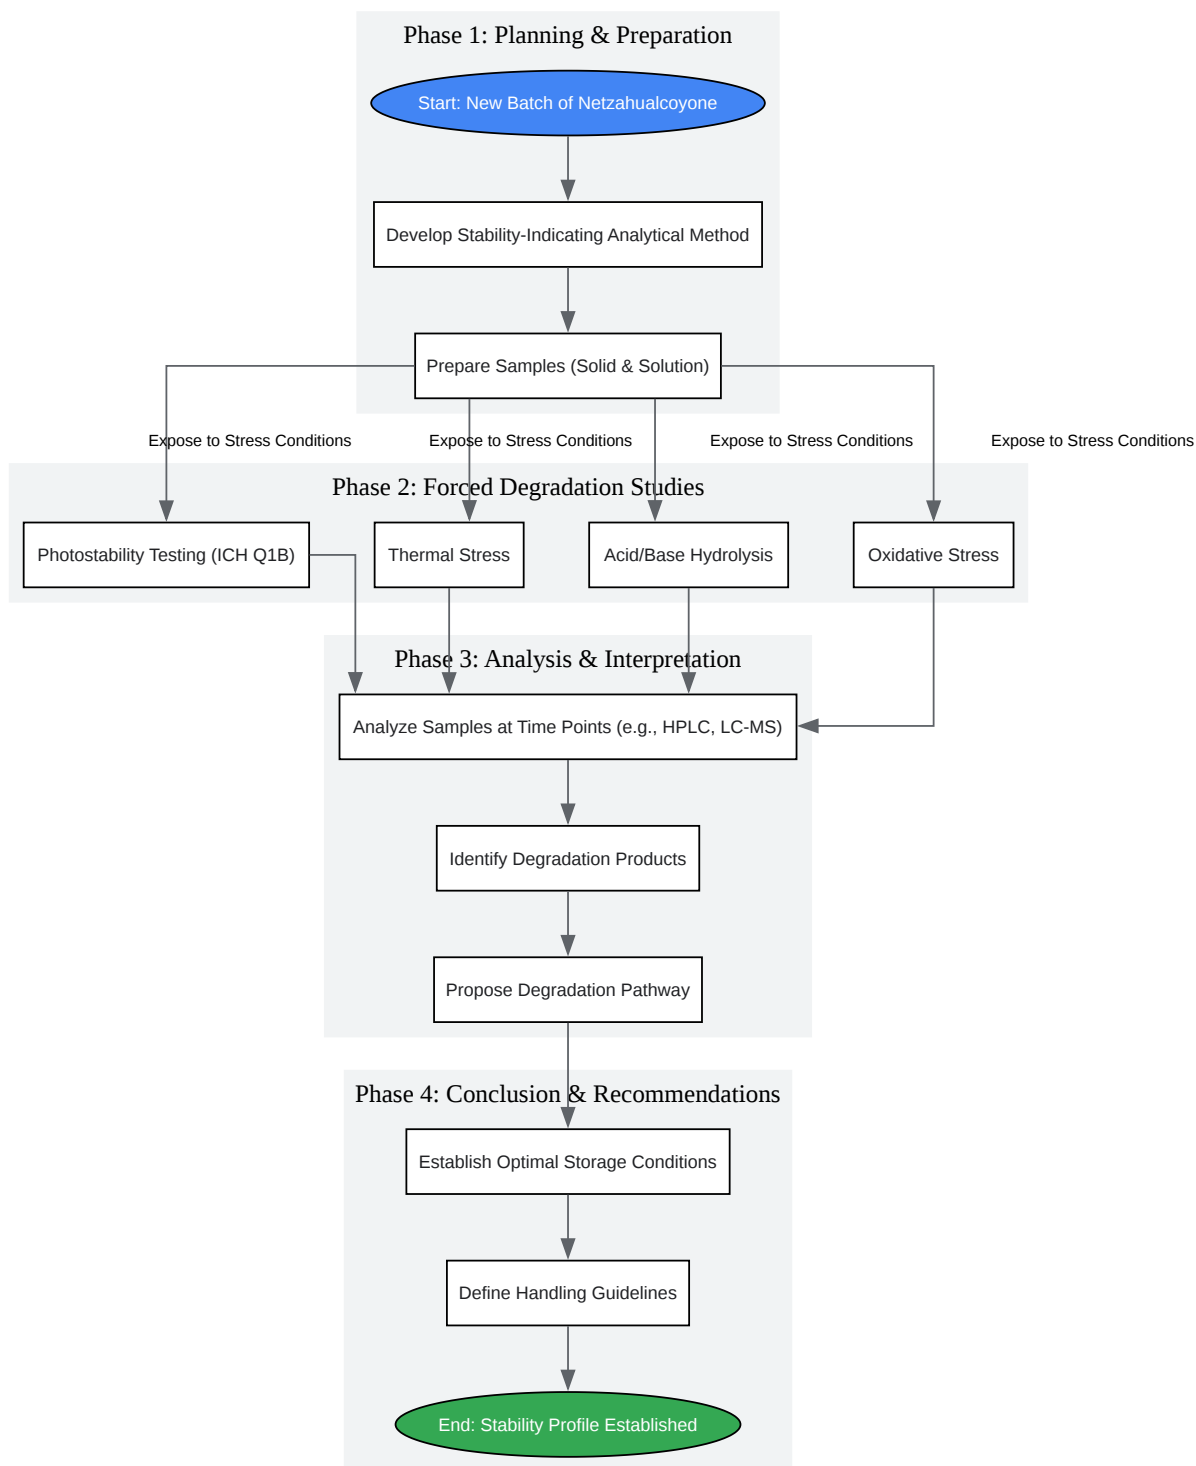 Phase 1: Planning & Preparation
Start: New Batch of Netzahualcoyone
Develop Stability-Indicating Analytical Method
Prepare Samples (Solid & Solution)
Expose to Stress Conditions
Expose to Stress Conditions
Expose to Stress Conditions
Expose to Stress Conditions
Phase 2: Forced Degradation Studies
Photostability Testing (ICH Q1B)
Thermal Stress
Acid/Base Hydrolysis
Oxidative Stress
Phase 3: Analysis & Interpretation
Analyze Samples at Time Points (e.g., HPLC, LC-MS)
Identify Degradation Products
Propose Degradation Pathway
Phase 4: Conclusion & Recommendations
Establish Optimal Storage Conditions
Define Handling Guidelines
End: Stability Profile Established